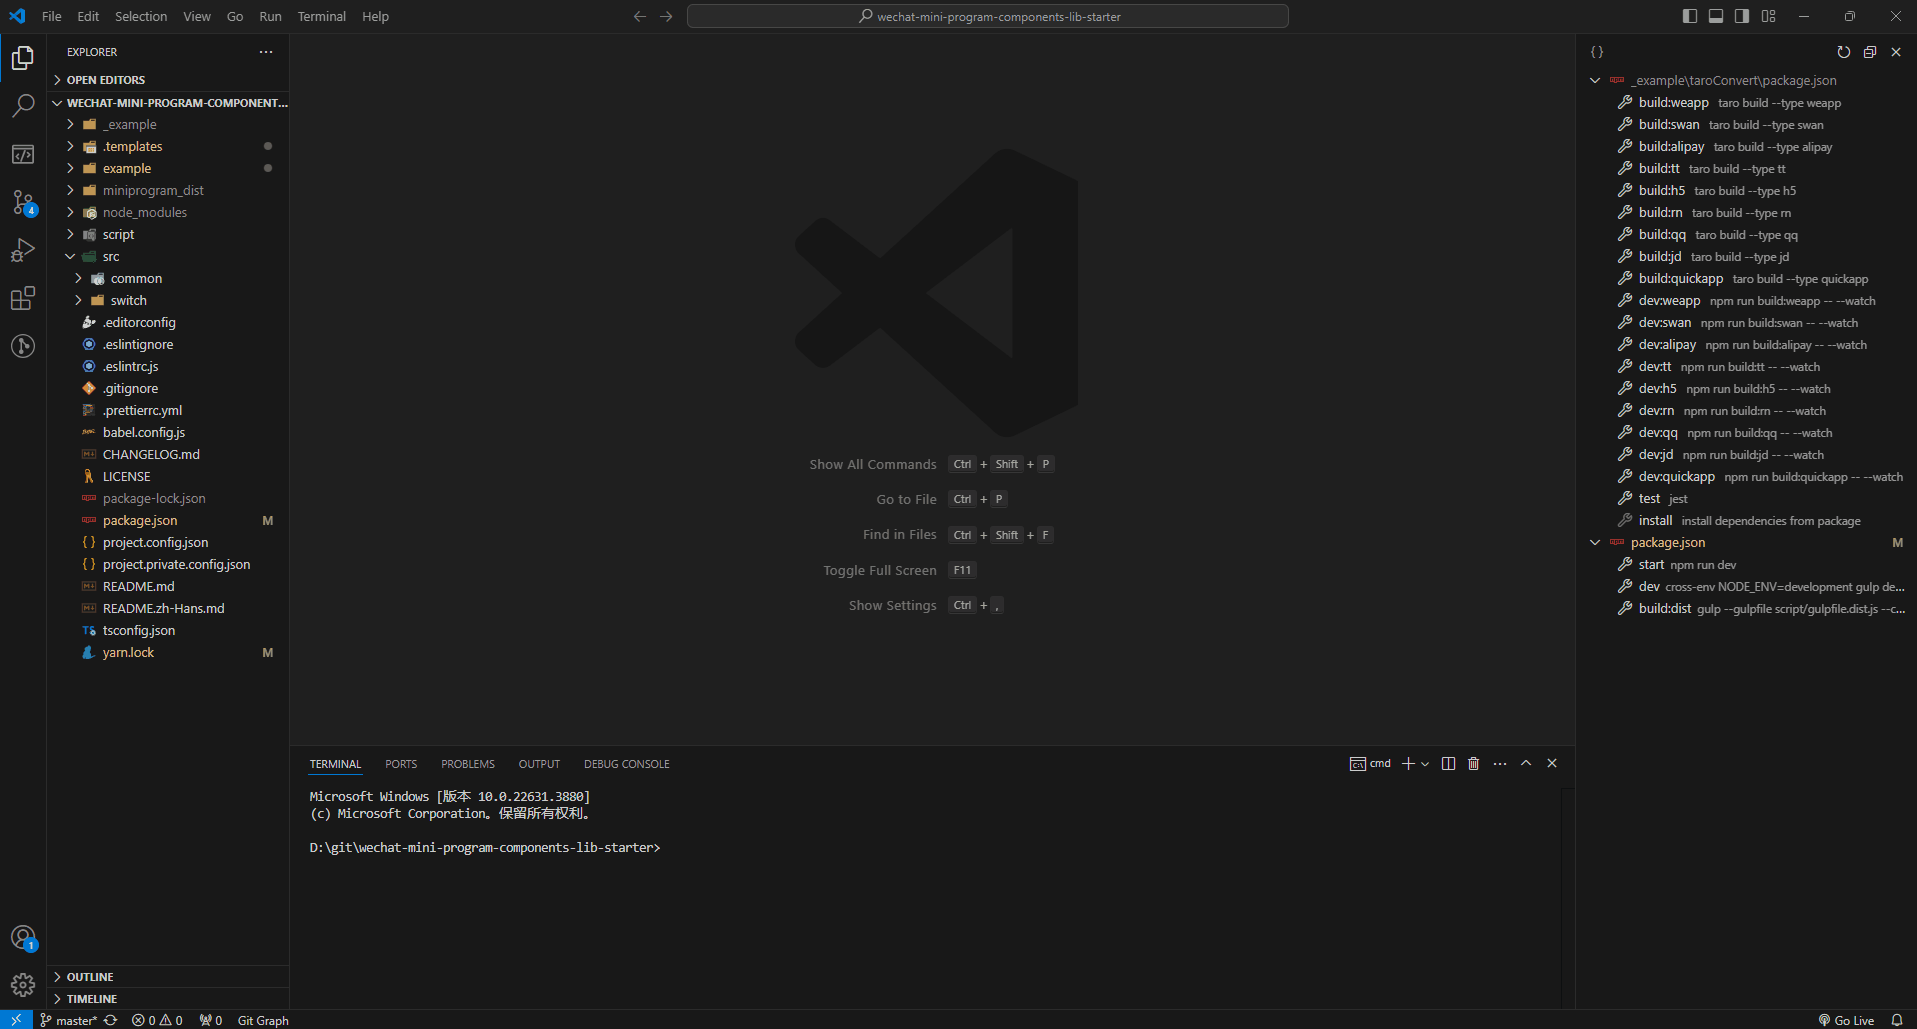 File Edit Selection View Go Run Terminal Help
wechat-mini-program-components-lib-starter
EXPLORER
OPEN EDITORS
WECHAT-MINI-PROGRAM-COMPONENT...
_example
.templates
example
miniprogram_dist
node_modules
script
src
common
switch
.editorconfig
.eslintignore
.eslintrc.js
.gitignore
.prettierrc.yml
babel.config.js
CHANGELOG.md
LICENSE
package-lock.json
package.json M
project.config.json
project.private.config.json
README.md
README.zh-Hans.md
tsconfig.json
yarn.lock M
OUTLINE
TIMELINE
4
1
Show All Commands Ctrl + Shift + P
Go to File Ctrl + P
Find in Files Ctrl + Shift + F
Toggle Full Screen F11
Show Settings Ctrl + ,
TERMINAL PORTS PROBLEMS OUTPUT DEBUG CONSOLE
cmd
Microsoft Windows [版本 10.0.22631.3880]
(c) Microsoft Corporation。保留所有权利。
D:\git\wechat-mini-program-components-lib-starter>
_example\taroConvert\package.json
build:weapp taro build --type weapp
build:swan taro build --type swan
build:alipay taro build --type alipay
build:tt taro build --type tt
build:h5 taro build --type h5
build:rn taro build --type rn
build:qq taro build --type qq
build:jd taro build --type jd
build:quickapp taro build --type quickapp
dev:weapp npm run build:weapp -- --watch
dev:swan npm run build:swan -- --watch
dev:alipay npm run build:alipay -- --watch
dev:tt npm run build:tt -- --watch
dev:h5 npm run build:h5 -- --watch
dev:rn npm run build:rn -- --watch
dev:qq npm run build:qq -- --watch
dev:jd npm run build:jd -- --watch
dev:quickapp npm run build:quickapp -- --watch
test jest
install install dependencies from package
package.json M
start npm run dev
dev cross-env NODE_ENV=development gulp de...
build:dist gulp --gulpfile script/gulpfile.dist.js --c...
master* 0 0 0 Git Graph
Go Live